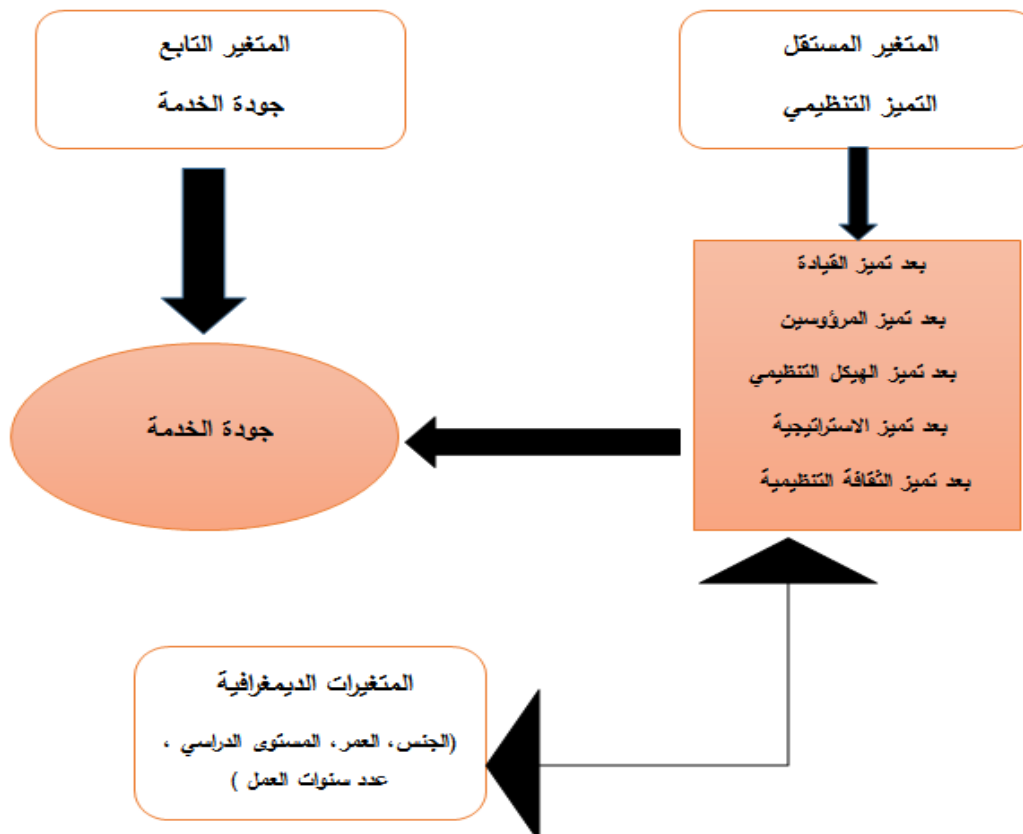 المتغير المستقل
التميز التنظيمي
المتغير التابع
جودة الخدمة
بعد تميز القيادة
بعد تميز المرؤوسين
بعد تميز الهيكل التنظيمي
بعد تميز الاستراتيجية
بعد تميز الثقافة التنظيمية
جودة الخدمة
المتغيرات الديمغرافية
(الجنس، العمر، المستوى الدراسي ،
عدد سنوات العمل )